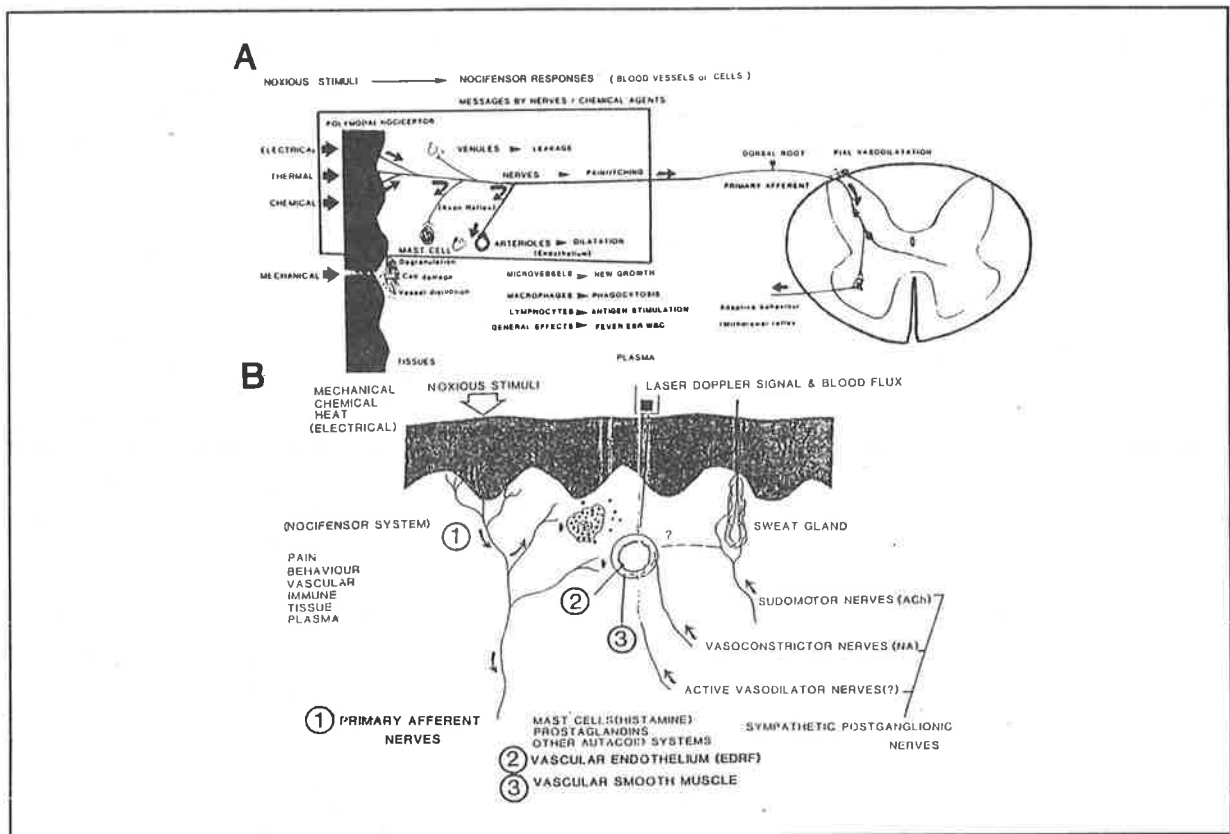 A
NOXIOUS STIMULI NOCIFENSOR RESPONSES (BLOOD VESSELS or CELLS)
MESSAGES BY NERVES / CHEMICAL AGENTS
POLYMODAL NOCICEPTOR
ELECTRICAL
VENULES LEAKAGE
DORSAL ROOT PIAL VASODILATATION
THERMAL
NERVES PAIN/ITCHING
PRIMARY AFFERENT
CHEMICAL
(Axon Reflex)
MAST CELL
ARTERIOLES DILATATION
(Endothelium)
Degranulation
MECHANICAL
Cell damage
Vessel disruption
MICROVESSELS NEW GROWTH
MACROPHAGES PHAGOCYTOSIS
LYMPHOCYTES ANTIGEN STIMULATION
GENERAL EFFECTS FEVER ESR WBC
Adaptive behaviour
(Withdrawal reflex
TISSUES
PLASMA
B
MECHANICAL
CHEMICAL
HEAT
(ELECTRICAL)
NOXIOUS STIMULI
LASER DOPPLER SIGNAL & BLOOD FLUX
(NOCIFENSOR SYSTEM)
1
?
SWEAT GLAND
PAIN
BEHAVIOUR
VASCULAR
IMMUNE
TISSUE
PLASMA
2
3
SUDOMOTOR NERVES (ACh)
VASOCONSTRICTOR NERVES (NA)
ACTIVE VASODILATOR NERVES(?)
SYMPATHETIC POSTGANGLIONIC
NERVES
1 PRIMARY AFFERENT
NERVES
MAST CELLS(HISTAMINE)
PROSTAGLANDINS
OTHER AUTACOID SYSTEMS
2 VASCULAR ENDOTHELIUM (EDRF)
3 VASCULAR SMOOTH MUSCLE